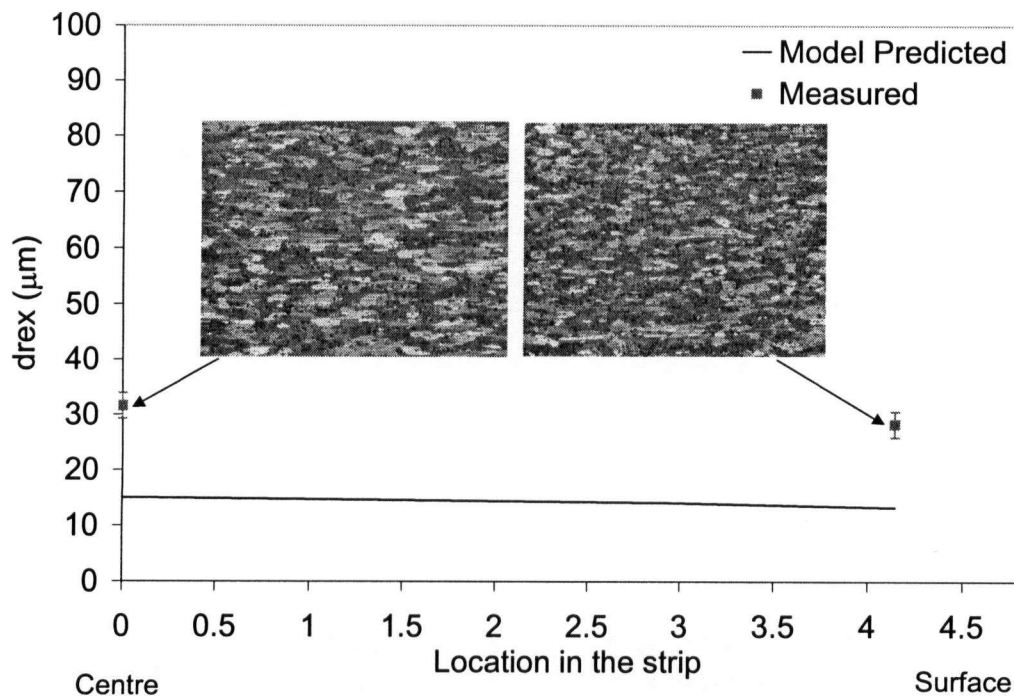 100
90
80
70
60
50
40
30
20
10
0
drex (μm)
Model Predicted
Measured
0 0.5 1 1.5 2 2.5 3 3.5 4 4.5
Location in the strip
Centre
Surface